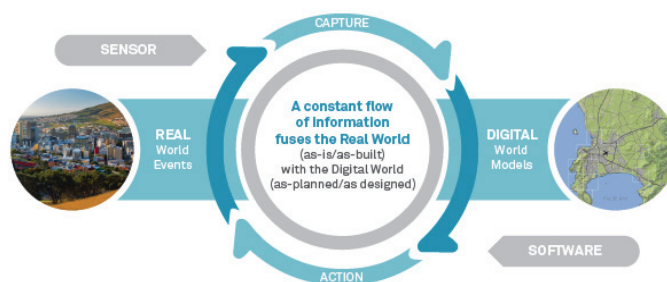 CAPTURE
SENSOR
REAL
World
Events
A constant flow
of information
fuses the Real World
(as-is/as-built)
with the Digital World
(as-planned/as designed)
DIGITAL
World
Models
SOFTWARE
ACTION